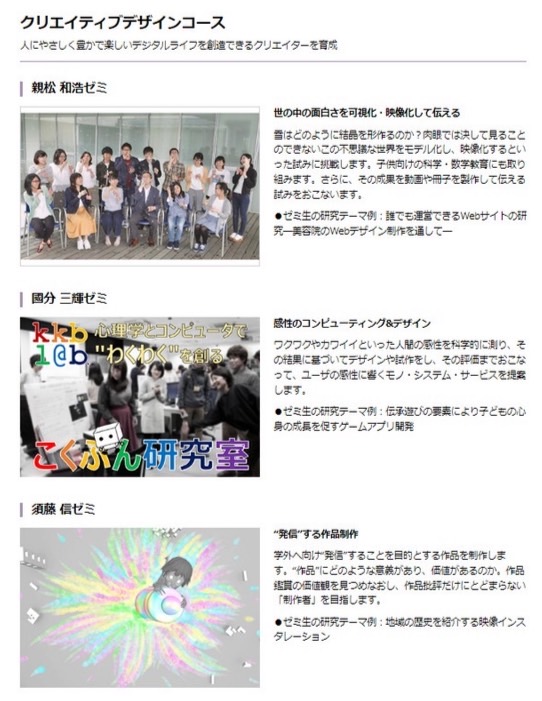 クリエイティブデザインコース
人にやさしく豊かで楽しいデジタルライフを創造できるクリエイターを育成
親松 和浩ゼミ
世の中の面白さを可視化・映像化して伝える
雪はどのように結晶を形作るのか？肉眼では決して見ること
のできないこの不思議な世界をモデル化し、映像化するとい
った試みに挑戦します。子供向けの科学・数学教育にも取り
組みます。さらに、その成果を動画や冊子を製作して伝える
試みをおこないます。
●ゼミ生の研究テーマ例：誰でも運営できるWebサイトの研
究―美容院のWebデザイン制作を通して―
國分 三輝ゼミ
kkb
l@b
心理学とコンピュータで
"わくわく"を創る
こくぶん研究室
感性のコンピューティング&デザイン
ワクワクやカワイイといった人間の感性を科学的に測り、そ
の結果に基づいてデザインや試作をし、その評価までおこな
って、ユーザの感性に響くモノ・システム・サービスを提案
します。
●ゼミ生の研究テーマ例：伝承遊びの要素により子どもの心
身の成長を促すゲームアプリ開発
須藤 信ゼミ
“発信”する作品制作
学外へ向け“発信”することを目的とする作品を制作しま
す。“作品”にどのような意義があり、価値があるのか。作品
鑑賞の価値観を見つめなおし、作品批評だけにとどまらない
「制作者」を目指します。
●ゼミ生の研究テーマ例：地域の歴史を紹介する映像インス
タレーション